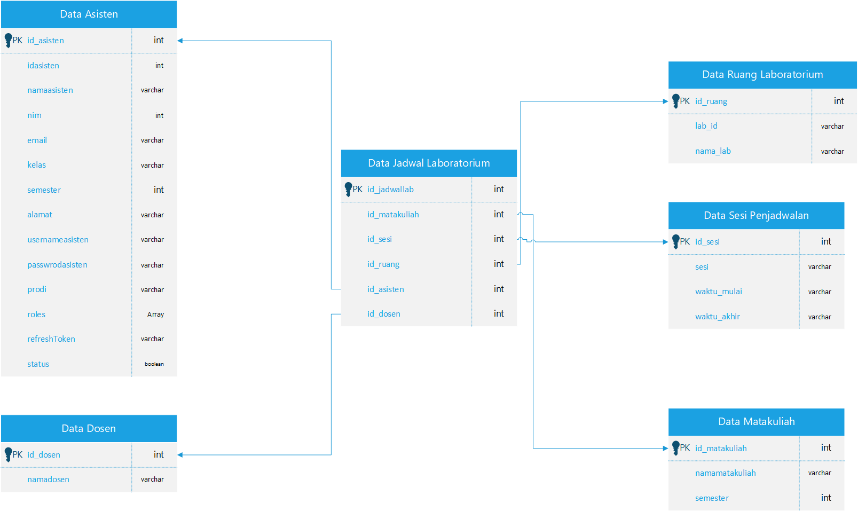 Data Asisten
PK id_asisten int
idasisten int
namaasisten varchar
nim int
email varchar
kelas varchar
semester int
alamat varchar
usernameasisten varchar
passwrodasisten varchar
prodi varchar
roles Array
refreshToken varchar
status boolean
Data Dosen
PK id_dosen int
namadosen varchar
Data Jadwal Laboratorium
PK id_jadwallab int
id_matakuliah int
id_sesi int
id_ruang int
id_asisten int
id_dosen int
Data Ruang Laboratorium
PK id_ruang int
lab_id varchar
nama_lab varchar
Data Sesi Penjadwalan
PK id_sesi int
sesi varchar
waktu_mulai varchar
waktu_akhir varchar
Data Matakuliah
PK id_matakuliah int
namamatakuliah varchar
semester int